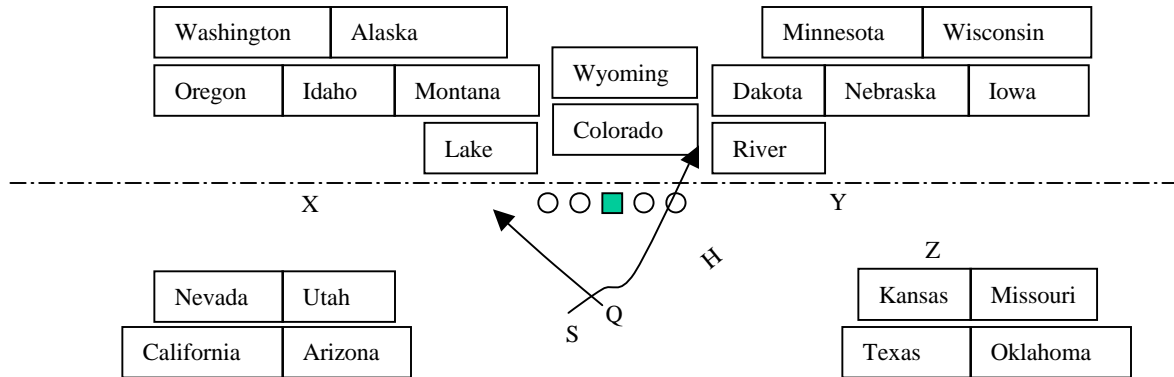 Washington Alaska Minnesota Wisconsin
Wyoming
Oregon Idaho Montana Dakota Nebraska Iowa
Colorado
Lake River
X Y
H
Z
Nevada Utah Kansas Missouri
Q
S
California Arizona Texas Oklahoma